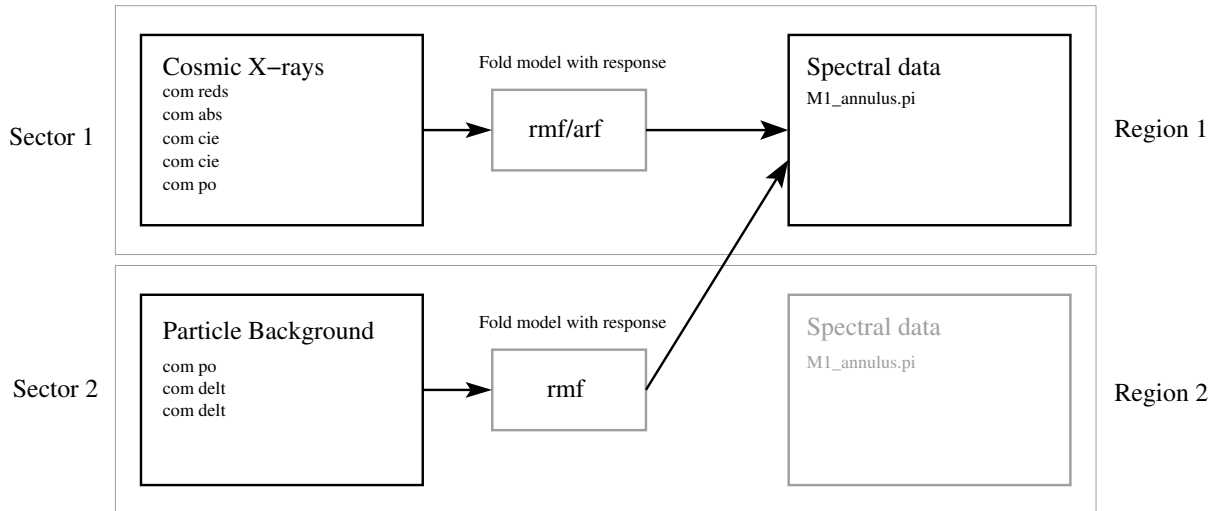 Sector 1
Cosmic X−rays
com reds
com abs
com cie
com cie
com po
Fold model with response
rmf/arf
Spectral data
M1_annulus.pi
Region 1
Sector 2
Particle Background
com po
com delt
com delt
Fold model with response
rmf
Spectral data
M1_annulus.pi
Region 2